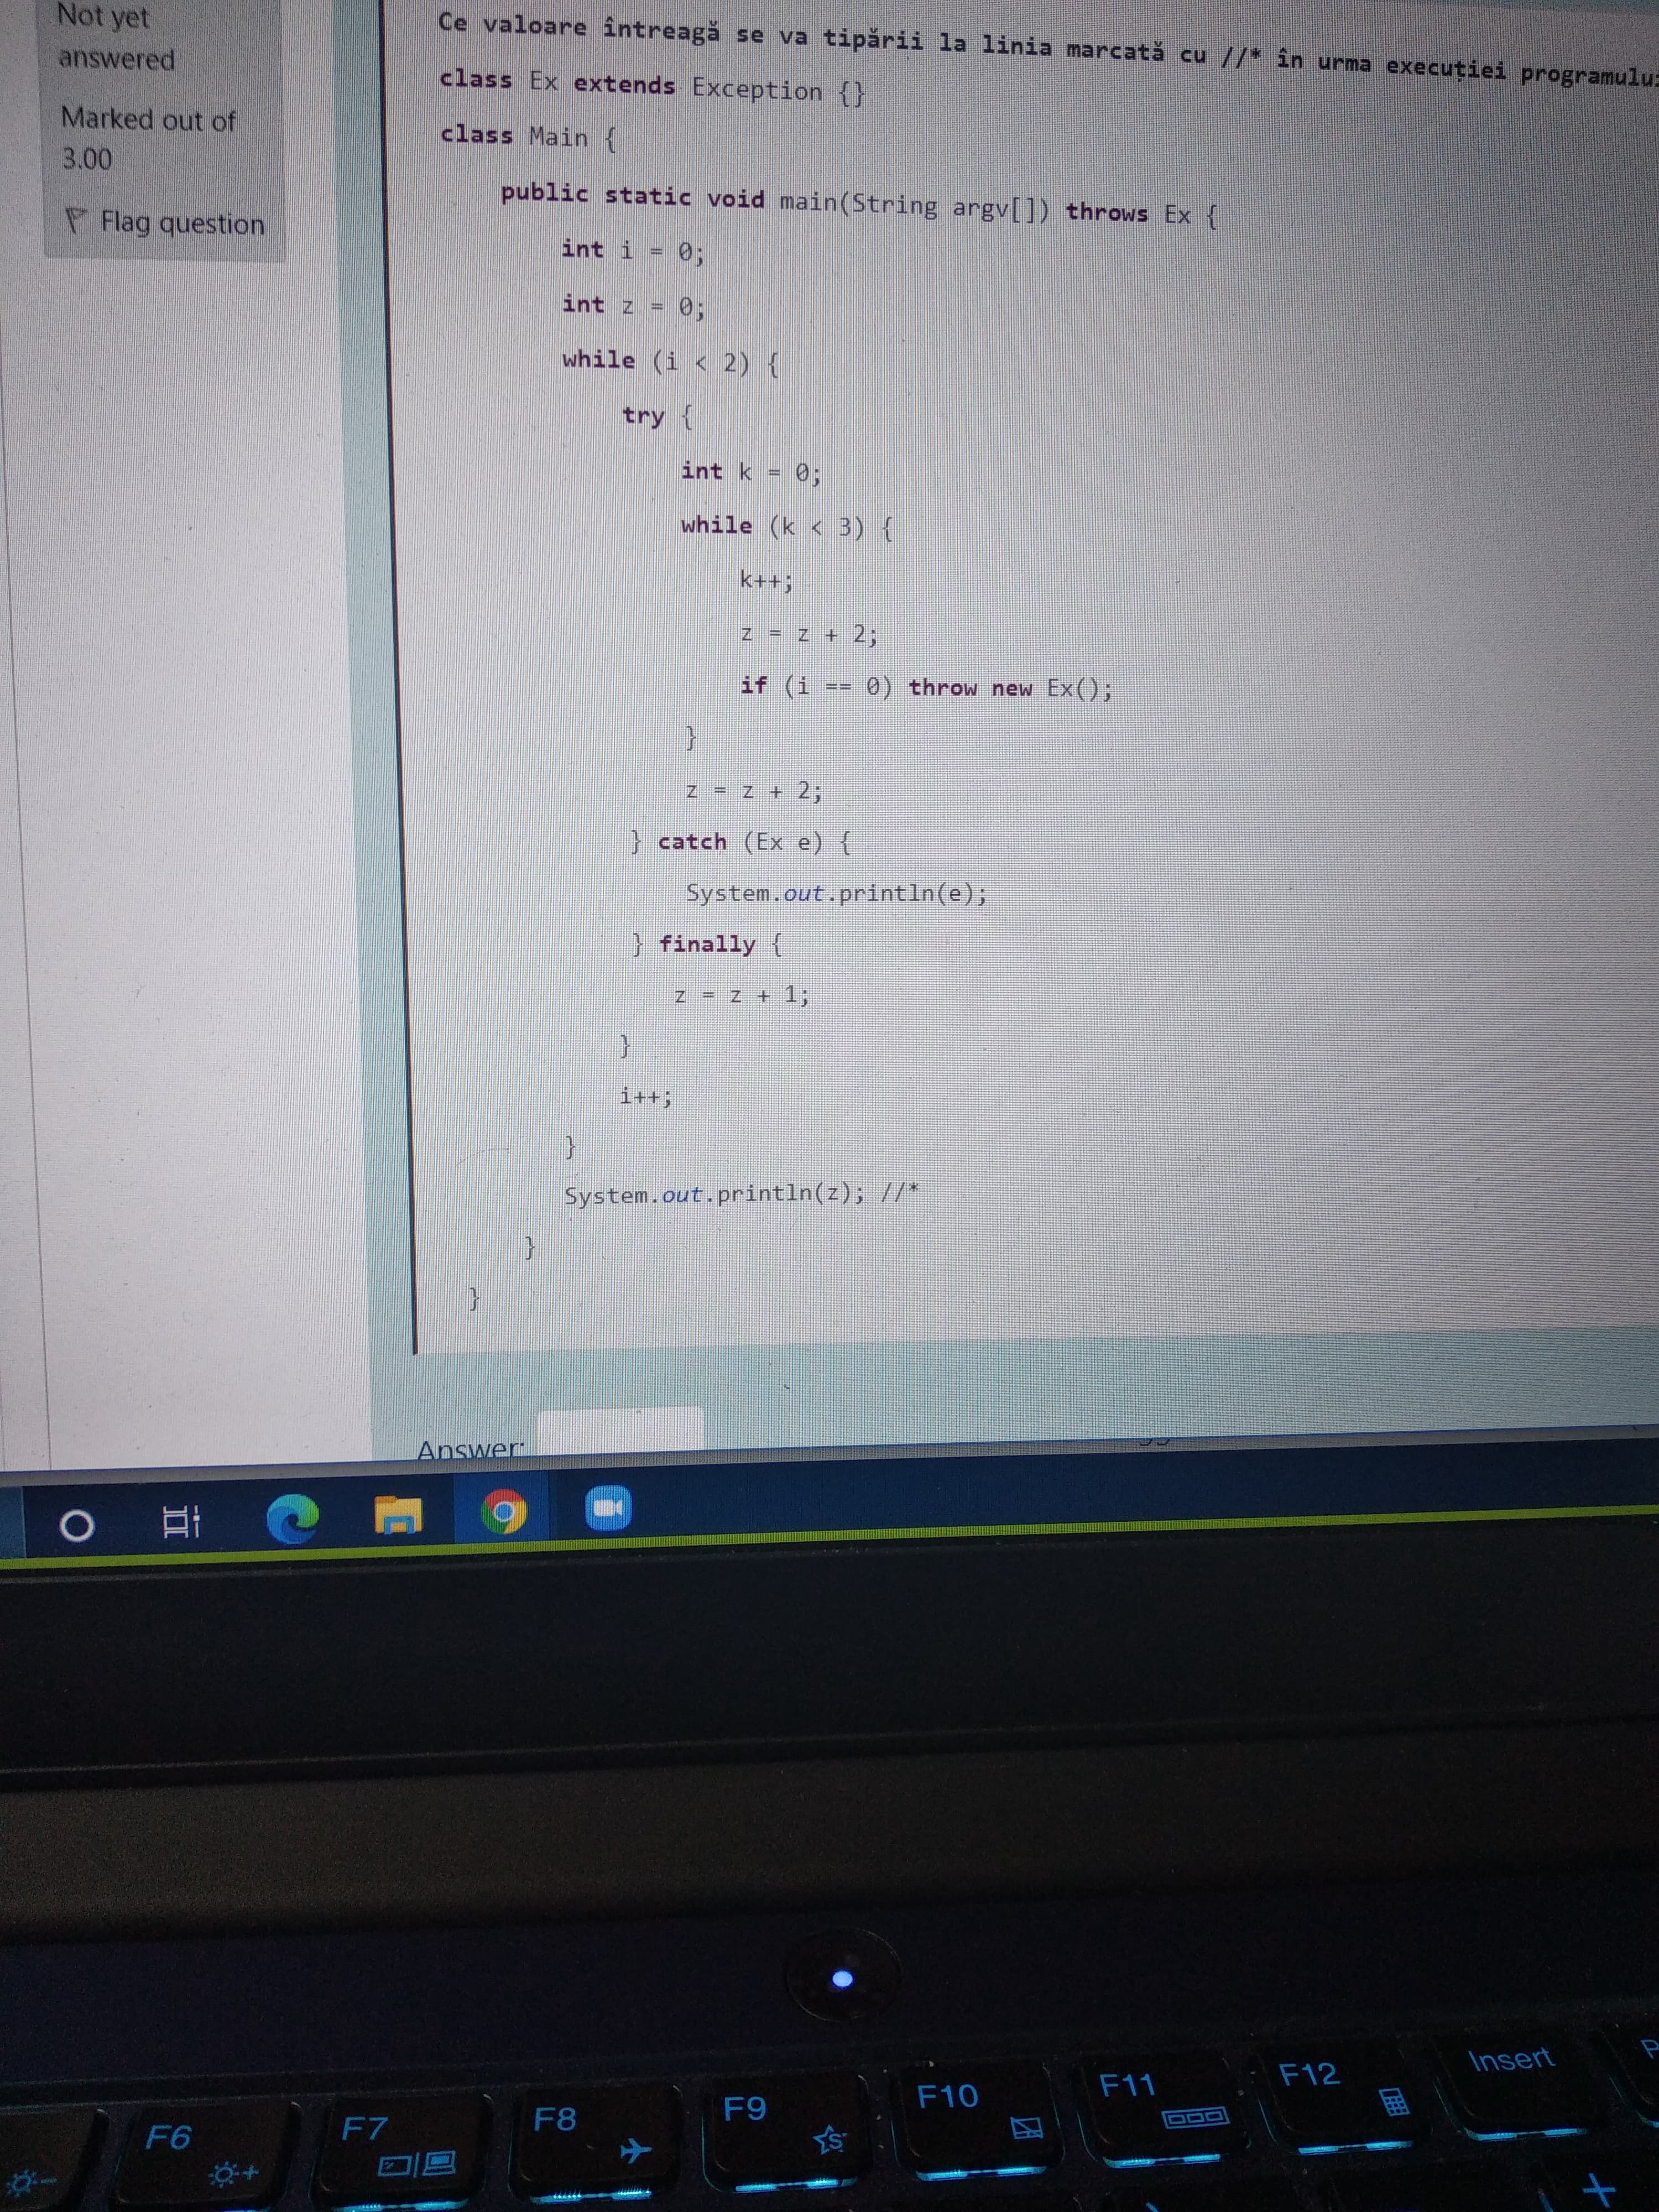 Not yet
answered
Marked out of
3.00
Flag question
Ce valoare întreagă se va tipării la linia marcată cu //* în urma execuției
class Ex extends Exception {}
class Main {
public static void main(String argv[]) throws Ex {
int i = 0;
int z = 0;
while (i < 2) {
try {
int k = 0;
while (k < 3) {
k++;
z = z + 2;
if (i == 0) throw new Ex();
}
z = z + 2;
} catch (Ex e) {
System.out.println(e);
} finally {
z = z + 1;
}
i++;
}
System.out.println(z); //*
}
}
Answer:
F6
F7
F8
F9
F10
F11
F12
Insert